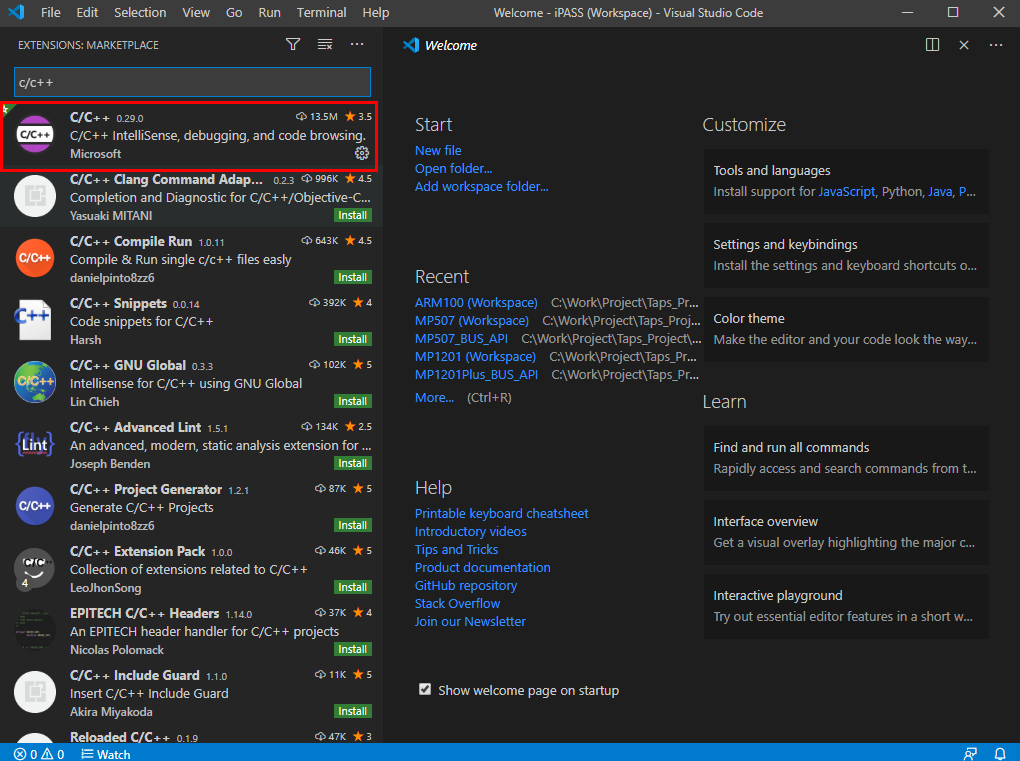 File Edit Selection View Go Run Terminal Help Welcome - iPASS (Workspace) - Visual Studio Code
EXTENSIONS: MARKETPLACE
c/c++
C/C++ 0.29.0 13.5M 3.5
C/C++ IntelliSense, debugging, and code browsing.
Microsoft
C/C++ Clang Command Adap... 0.2.3 996K 4.5
Completion and Diagnostic for C/C++/Objective-C...
Yasuaki MITANI Install
C/C++ Compile Run 1.0.11 643K 4.5
Compile & Run single c/c++ files easly
danielpinto8zz6 Install
C/C++ Snippets 0.0.14 392K 4
Code snippets for C/C++
Harsh Install
C/C++ GNU Global 0.3.3 102K 5
Intellisense for C/C++ using GNU Global
Lin Chieh Install
C/C++ Advanced Lint 1.5.1 134K 2.5
An advanced, modern, static analysis extension for ...
Joseph Benden Install
C/C++ Project Generator 1.2.1 87K 5
Generate C/C++ Projects
danielpinto8zz6 Install
C/C++ Extension Pack 1.0.0 46K 5
Collection of extensions related to C/C++
LeoJhonSong Install
4
EPITECH C/C++ Headers 1.14.0 37K 4
An EPITECH header handler for C/C++ projects
Nicolas Polomack Install
C/C++ Include Guard 1.1.0 11K 5
Insert C/C++ Include Guard
Akira Miyakoda Install
Reloaded C/C++ 0.1.9 47K 3
C/C++
C/C++
C++
C/C++
{Lint}
C/C++
Welcome
Start
New file
Open folder...
Add workspace folder...
Recent
ARM100 (Workspace) C:\Work\Project\Taps_Pr...
MP507 (Workspace) C:\Work\Project\Taps_Proj...
MP507_BUS_API C:\Work\Project\Taps_Project\...
MP1201 (Workspace) C:\Work\Project\Taps_Pr...
MP1201Plus_BUS_API C:\Work\Project\Taps_Pr...
More... (Ctrl+R)
Help
Printable keyboard cheatsheet
Introductory videos
Tips and Tricks
Product documentation
GitHub repository
Stack Overflow
Join our Newsletter
Show welcome page on startup
Customize
Tools and languages
Install support for JavaScript, Python, Java, P...
Settings and keybindings
Install the settings and keyboard shortcuts o...
Color theme
Make the editor and your code look the way...
Learn
Find and run all commands
Rapidly access and search commands from t...
Interface overview
Get a visual overlay highlighting the major c...
Interactive playground
Try out essential editor features in a short w...
0 0 Watch